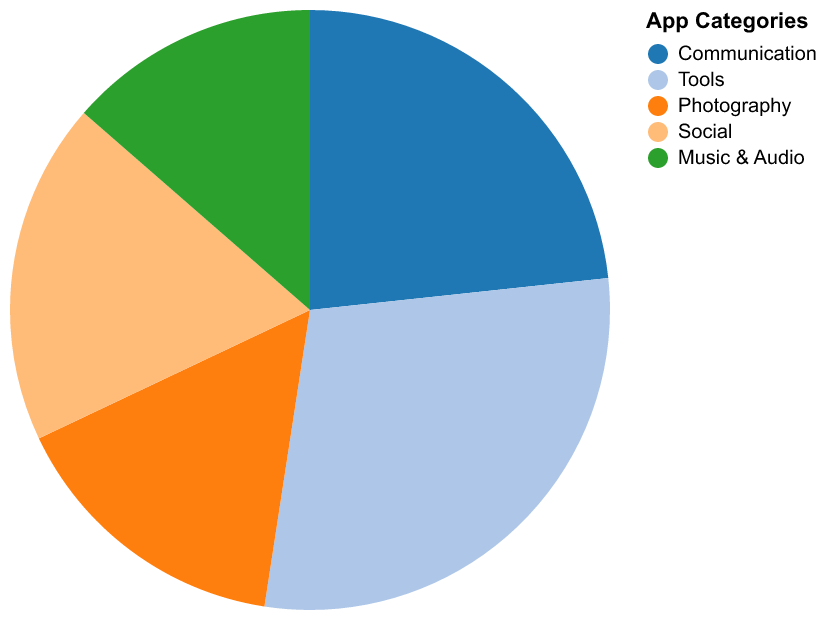 App Categories
Communication
Tools
Photography
Social
Music & Audio